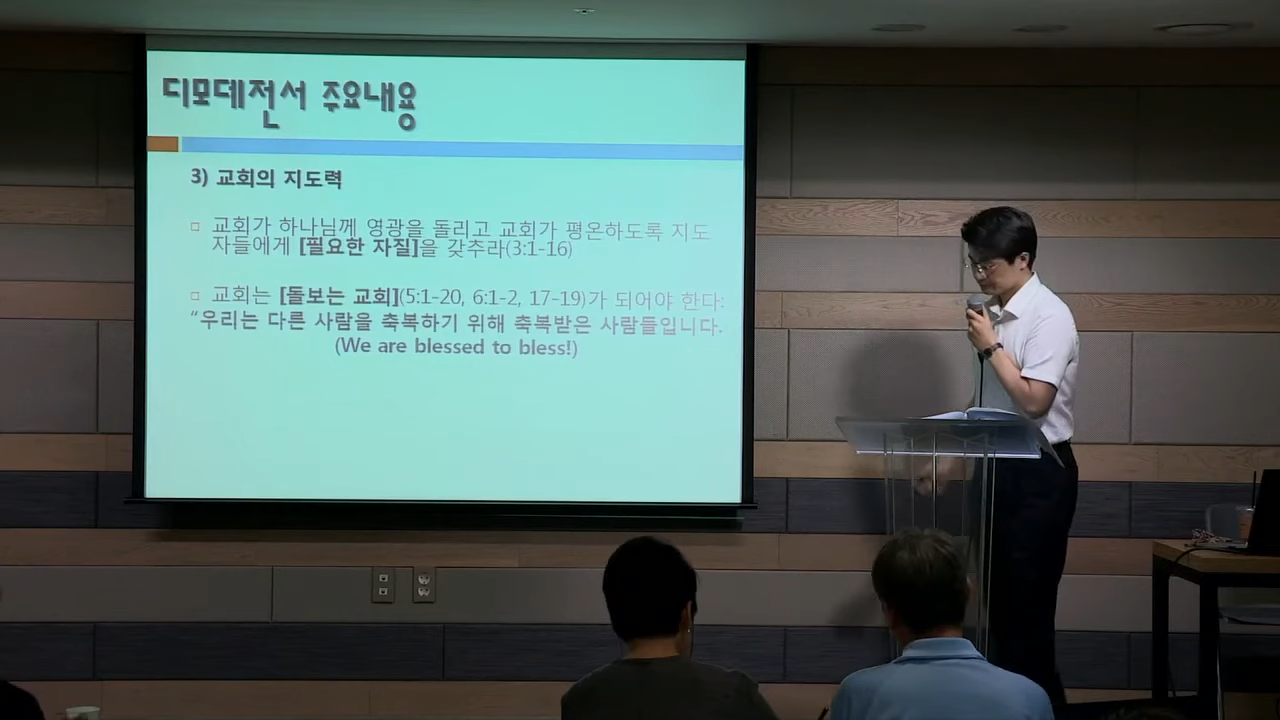 디모데전서 주요내용
3) 교회의 지도력
교회가 하나님께 영광을 돌리고 교회가 평온하도록 지도
자들에게 [필요한 자질]을 갖추라(3:1-16)
교회는 [돌보는 교회](5:1-20, 6:1-2, 17-19)가 되어야 한다:
“우리는 다른 사람을 축복하기 위해 축복받은 사람들입니다.
(We are blessed to bless!)